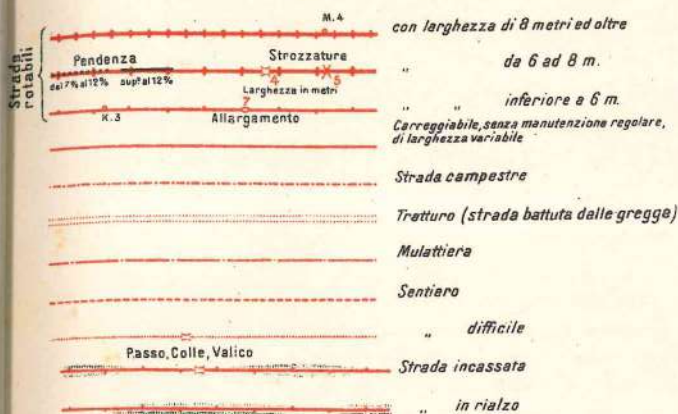 M.4
con larghezza di 8 metri ed oltre
Strade rotabili
Pendenza
Strozzature
„ da 6 ad 8 m.
dal 7% al 12% sup.e al 12%
4 5
Larghezza in metri
7
„ „ inferiore a 6 m.
K.3
Allargamento
Carreggiabile, senza manutenzione regolare,
di larghezza variabile
Strada campestre
Tratturo (strada battuta dalle gregge)
Mulattiera
Sentiero
„ difficile
Passo, Colle, Valico
Strada incassata
„ in rialzo